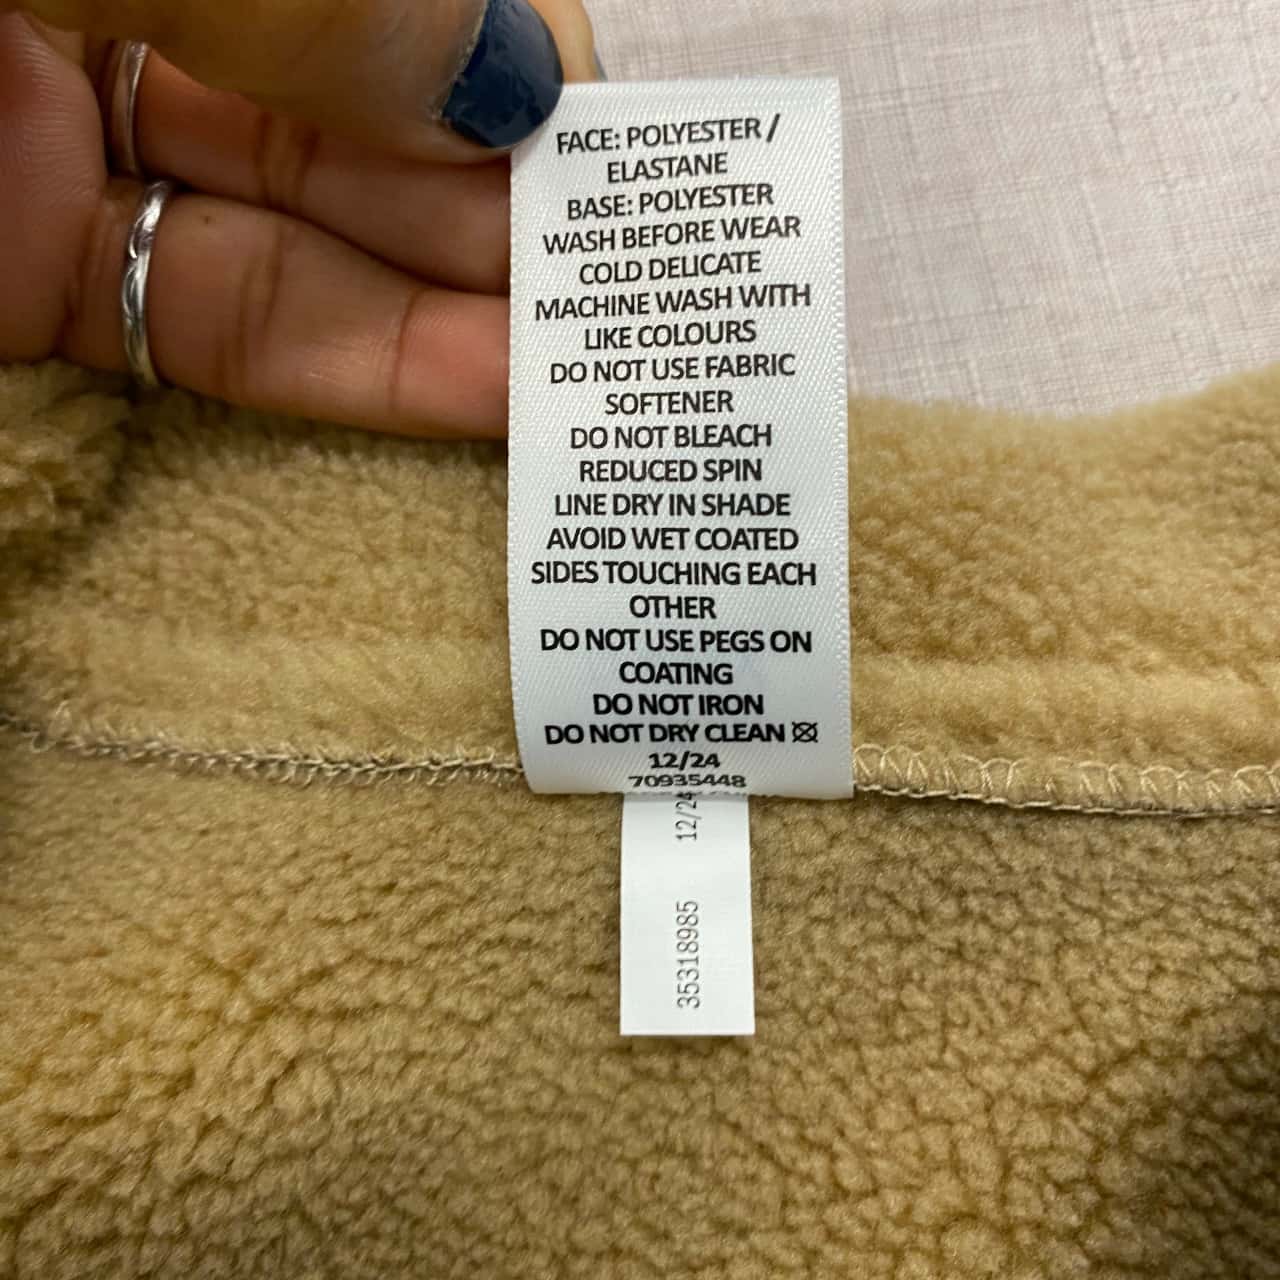 FACE: POLYESTER /
ELASTANE
BASE: POLYESTER
WASH BEFORE WEAR
COLD DELICATE
MACHINE WASH WITH
LIKE COLOURS
DO NOT USE FABRIC
SOFTENER
DO NOT BLEACH
REDUCED SPIN
LINE DRY IN SHADE
AVOID WET COATED
SIDES TOUCHING EACH
OTHER
DO NOT USE PEGS ON
COATING
DO NOT IRON
DO NOT DRY CLEAN
12/24
70935448
35318985 12/24